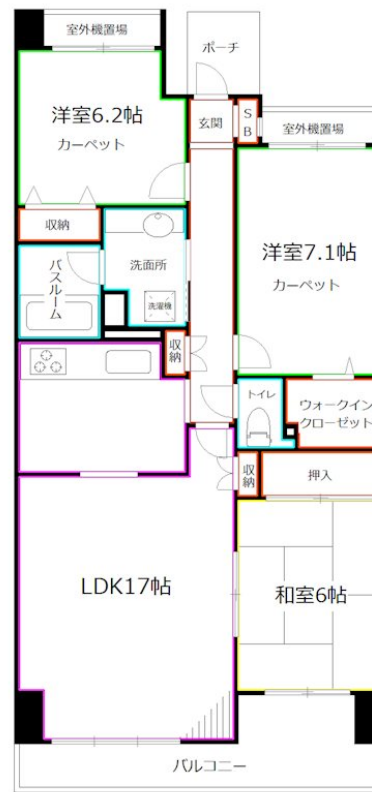 室外機置場
ポーチ
洋室6.2帖
カーペット
玄関
SB
室外機置場
収納
洗面所
洋室7.1帖
カーペット
バスルーム
洗濯機
収納
トイレ
ウォークイン
クローゼット
収納
押入
LDK17帖
和室6帖
バルコニー